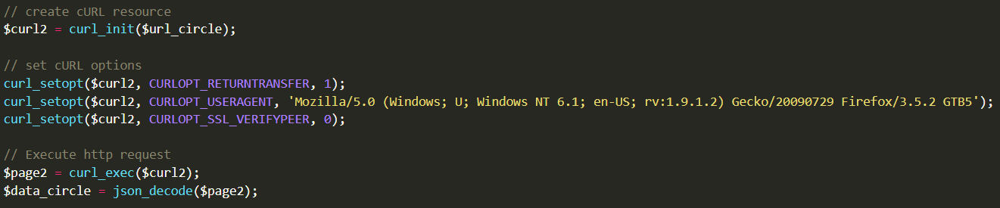 // create cURL resource
$curl2 = curl_init($url_circle);
// set cURL options
curl_setopt($curl2, CURLOPT_RETURNTRANSFER, 1);
curl_setopt($curl2, CURLOPT_USERAGENT, 'Mozilla/5.0 (Windows; U; Windows NT 6.1; en-US; rv:1.9.1.2) Gecko/20090729 Firefox/3.5.2 GTB5');
curl_setopt($curl2, CURLOPT_SSL_VERIFYPEER, 0);
// Execute http request
$page2 = curl_exec($curl2);
$data_circle = json_decode($page2);